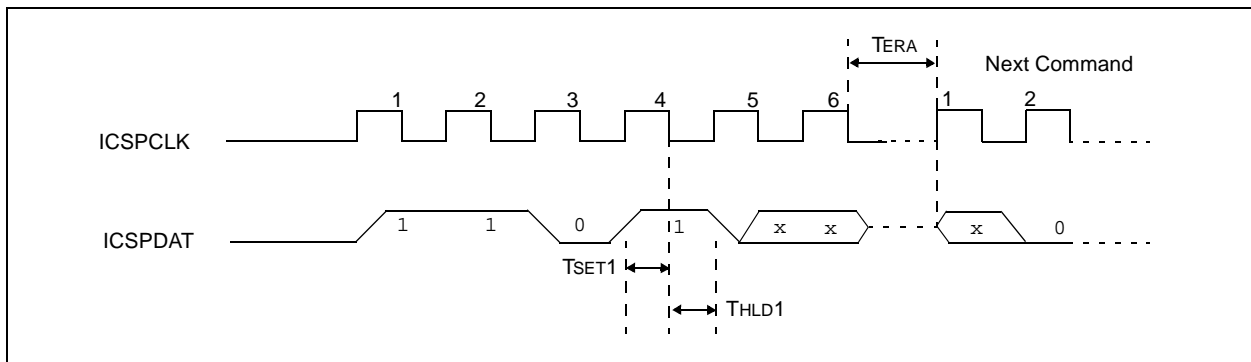 TERA
Next Command
1 2 3 4 5 6 1 2
ICSPCLK
ICSPDAT
1 1 0 1 x x x 0
TSET1
THLD1